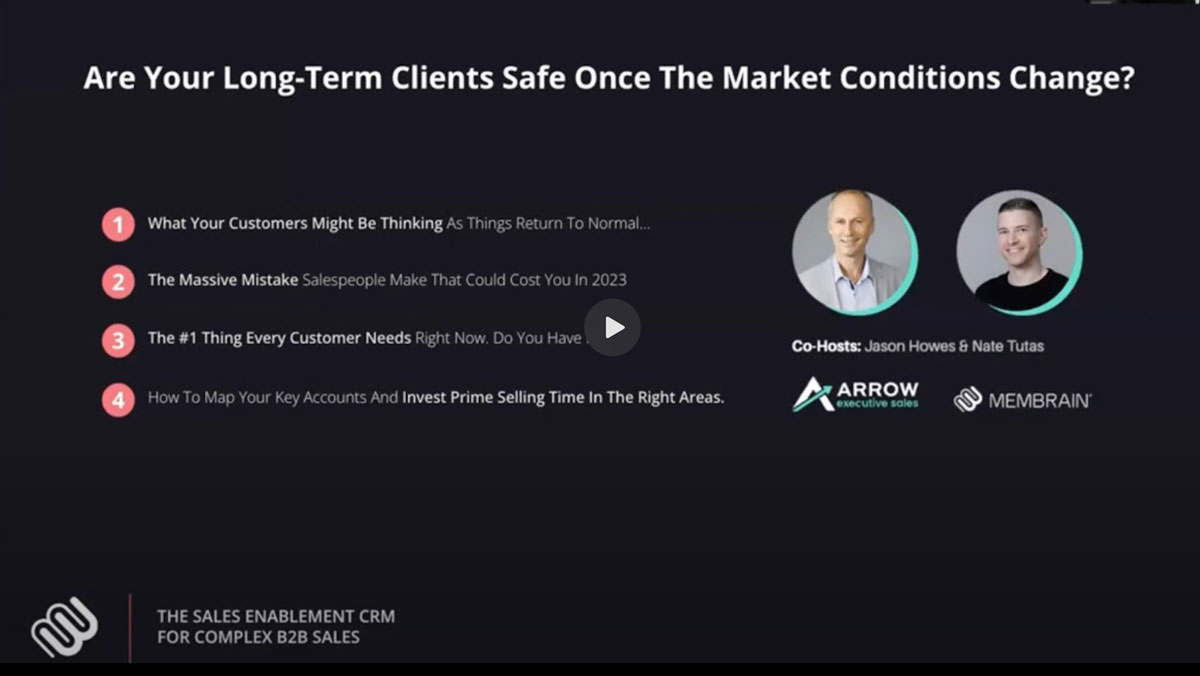 Are Your Long-Term Clients Safe Once The Market Conditions Change?
1 What Your Customers Might Be Thinking As Things Return To Normal...
2 The Massive Mistake Salespeople Make That Could Cost You In 2023
3 The #1 Thing Every Customer Needs Right Now. Do You Have
4 How To Map Your Key Accounts And Invest Prime Selling Time In The Right Areas.
Co-Hosts: Jason Howes & Nate Tutas
ARROW
executive sales
MEMBRAIN
THE SALES ENABLEMENT CRM
FOR COMPLEX B2B SALES